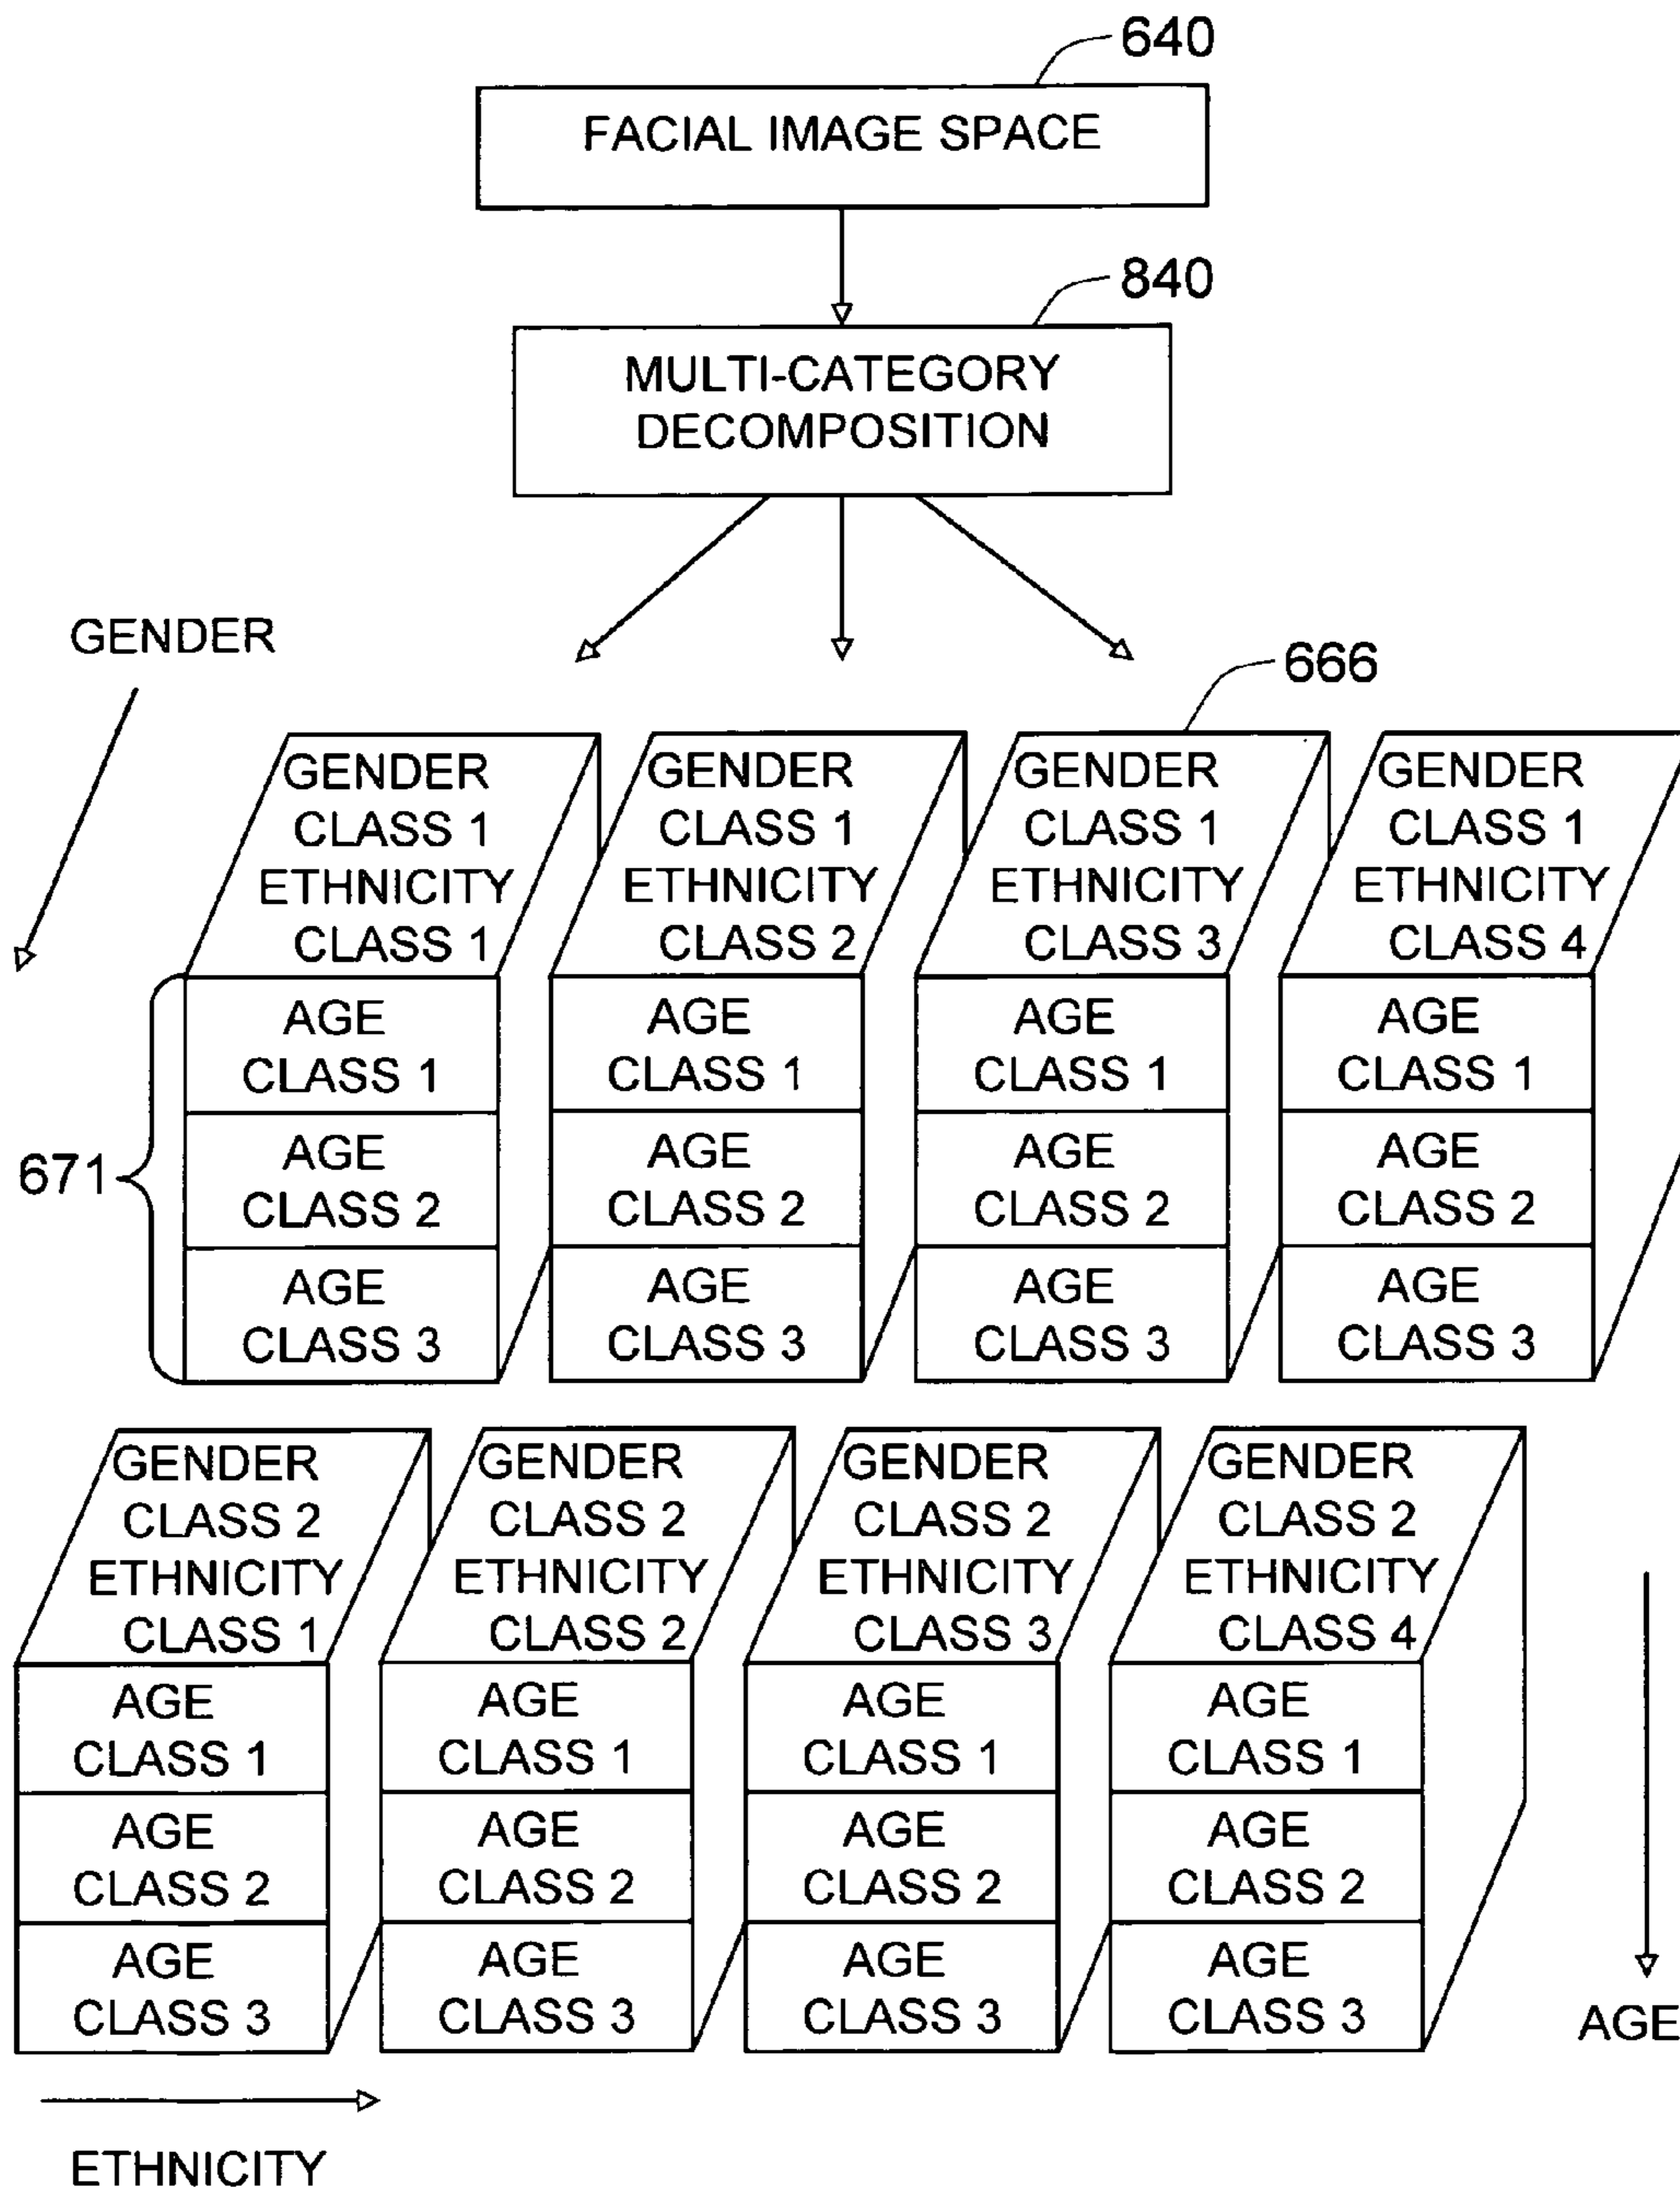 640
FACIAL IMAGE SPACE
840
MULTI-CATEGORY
DECOMPOSITION
GENDER
666
GENDER
CLASS 1
ETHNICITY
CLASS 1
GENDER
CLASS 1
ETHNICITY
CLASS 2
GENDER
CLASS 1
ETHNICITY
CLASS 3
GENDER
CLASS 1
ETHNICITY
CLASS 4
671
AGE
CLASS 1
AGE
CLASS 2
AGE
CLASS 3
AGE
CLASS 1
AGE
CLASS 2
AGE
CLASS 3
AGE
CLASS 1
AGE
CLASS 2
AGE
CLASS 3
AGE
CLASS 1
AGE
CLASS 2
AGE
CLASS 3
GENDER
CLASS 2
ETHNICITY
CLASS 1
GENDER
CLASS 2
ETHNICITY
CLASS 2
GENDER
CLASS 2
ETHNICITY
CLASS 3
GENDER
CLASS 2
ETHNICITY
CLASS 4
AGE
CLASS 1
AGE
CLASS 2
AGE
CLASS 3
AGE
CLASS 1
AGE
CLASS 2
AGE
CLASS 3
AGE
CLASS 1
AGE
CLASS 2
AGE
CLASS 3
AGE
CLASS 1
AGE
CLASS 2
AGE
CLASS 3
AGE
ETHNICITY